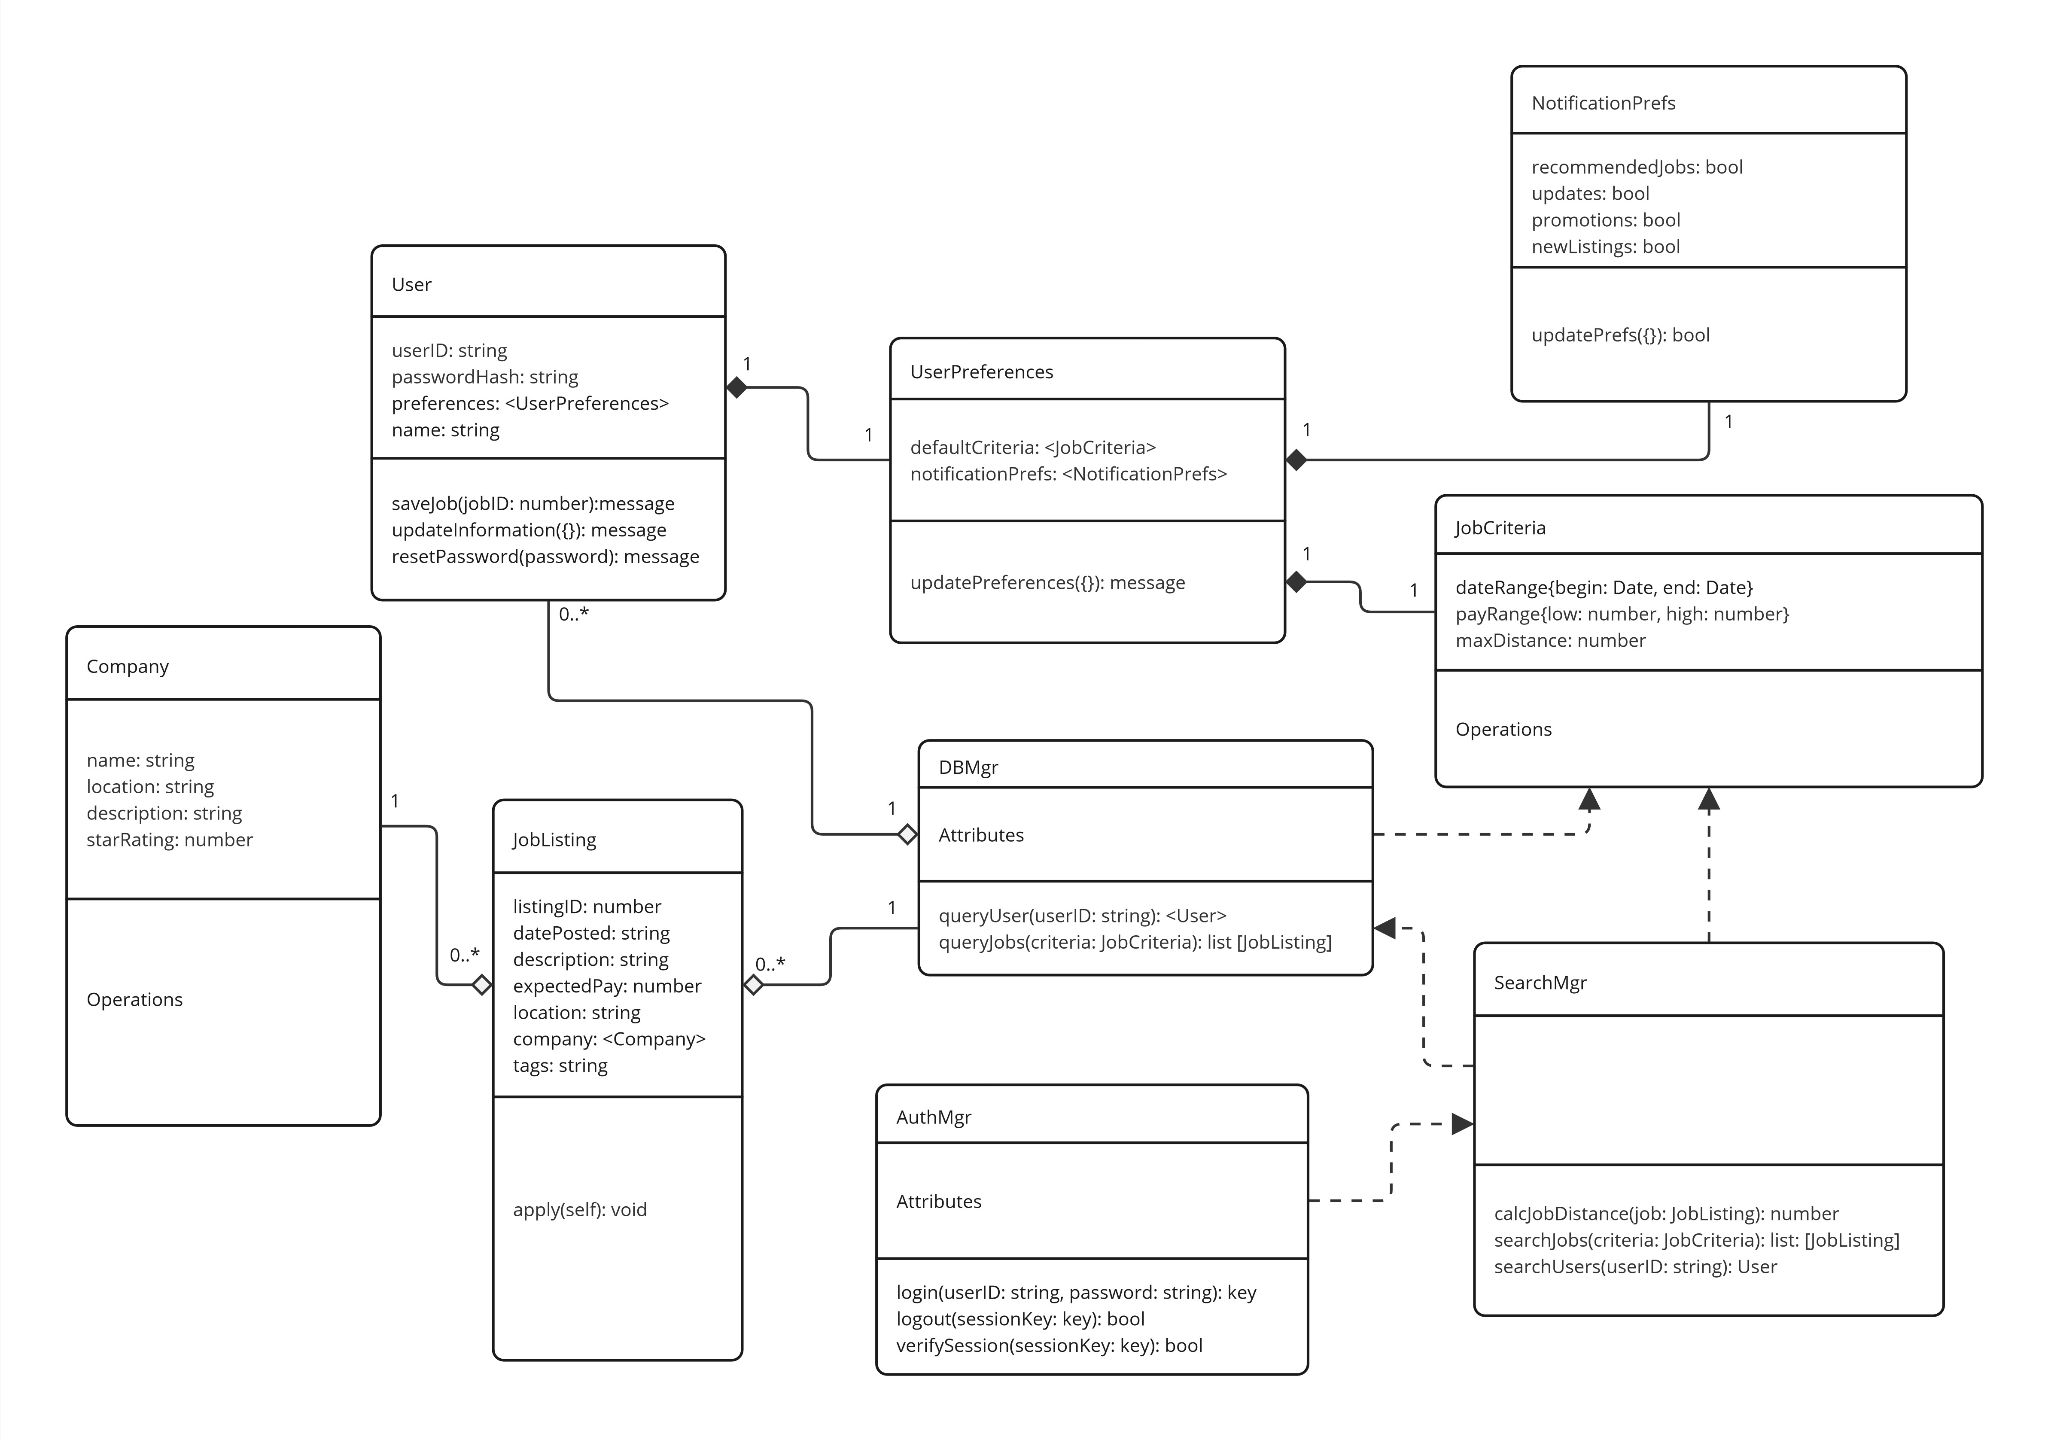 NotificationPrefs
recommendedJobs: bool
updates: bool
promotions: bool
newListings: bool
updatePrefs({}): bool
1
User
userID: string
passwordHash: string
preferences: <UserPreferences>
name: string
saveJob(jobID: number):message
updateInformation({}): message
resetPassword(password): message
1
1
0..*
UserPreferences
defaultCriteria: <JobCriteria>
notificationPrefs: <NotificationPrefs>
updatePreferences({}): message
1
1
1
JobCriteria
dateRange{begin: Date, end: Date}
payRange{low: number, high: number}
maxDistance: number
Operations
Company
name: string
location: string
description: string
starRating: number
Operations
1
0..*
JobListing
listingID: number
datePosted: string
description: string
expectedPay: number
location: string
company: <Company>
tags: string
apply(self): void
0..*
1
1
DBMgr
Attributes
queryUser(userID: string): <User>
queryJobs(criteria: JobCriteria): list [JobListing]
AuthMgr
Attributes
login(userID: string, password: string): key
logout(sessionKey: key): bool
verifySession(sessionKey: key): bool
SearchMgr
calcJobDistance(job: JobListing): number
searchJobs(criteria: JobCriteria): list: [JobListing]
searchUsers(userID: string): User